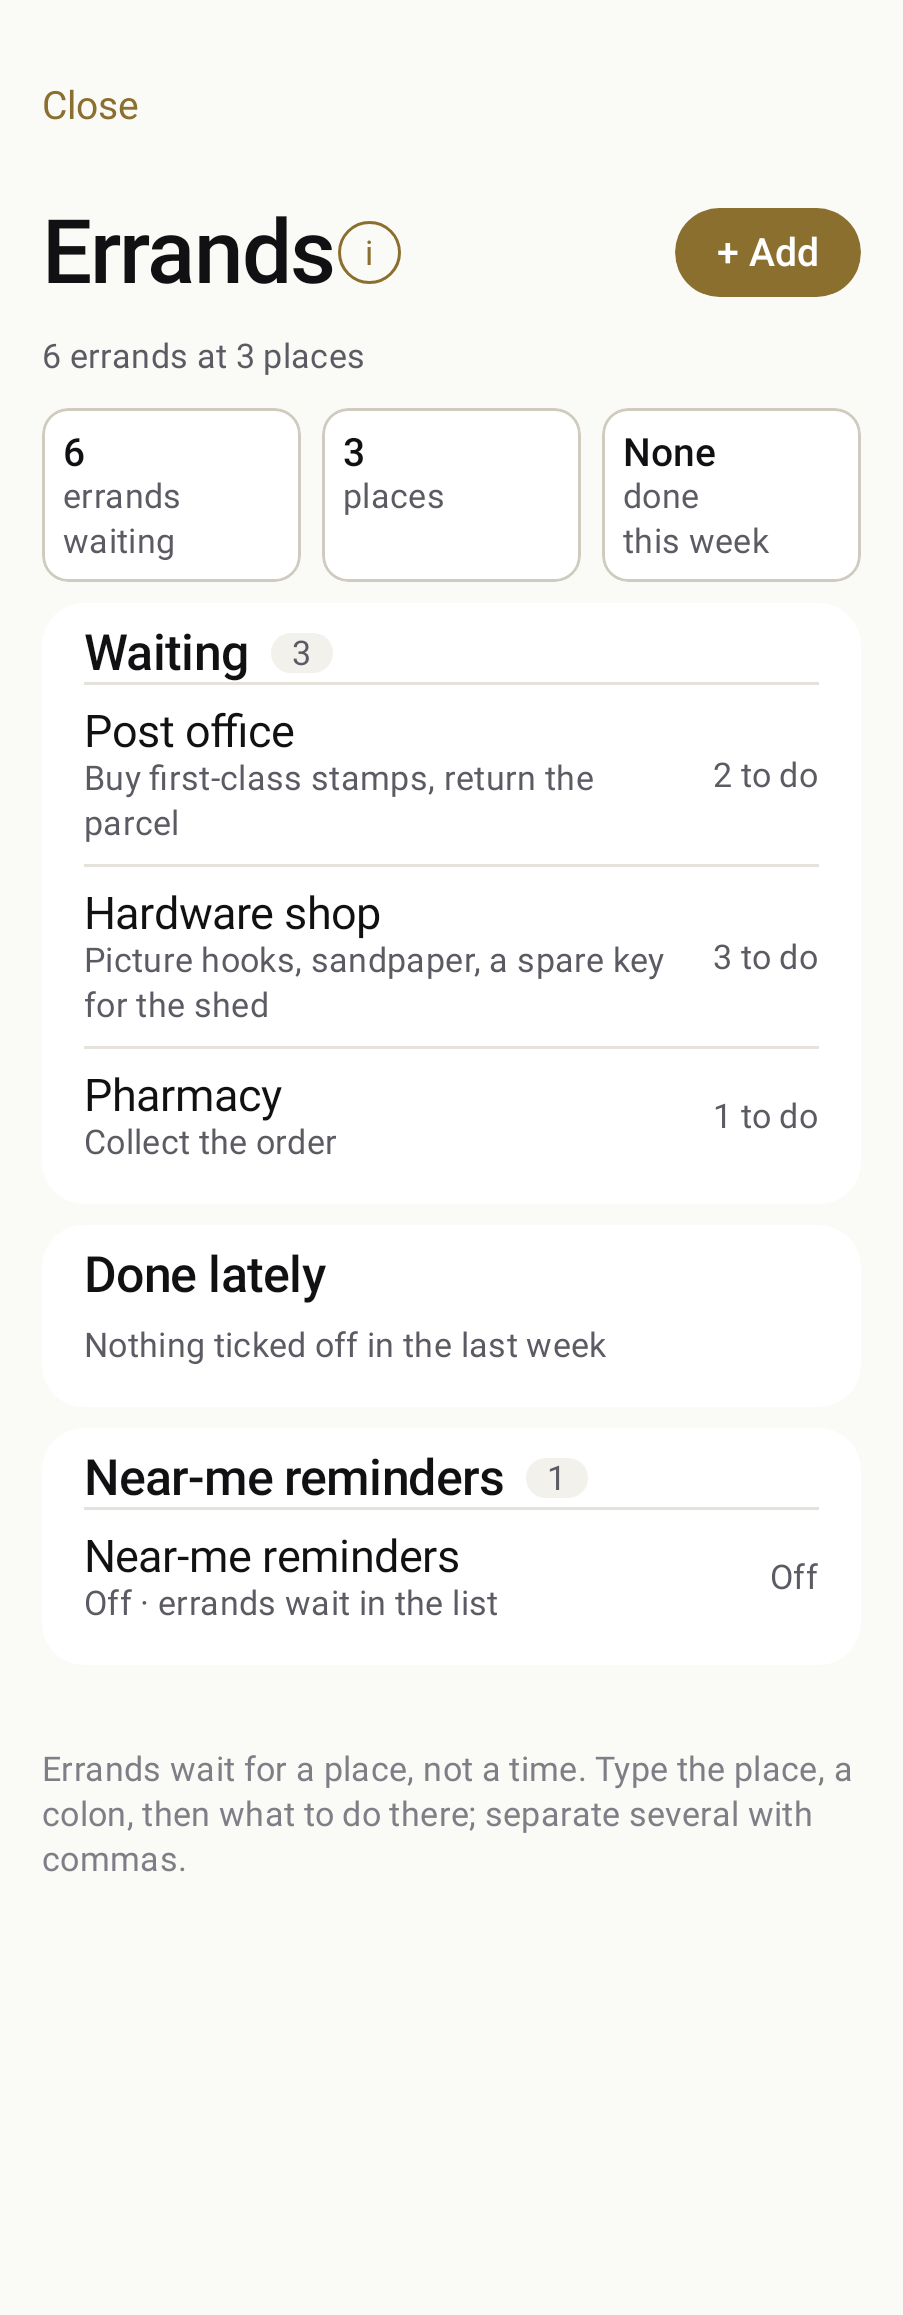 Close
Errands i
+ Add
6 errands at 3 places
6
errands
waiting
3
places
None
done
this week
Waiting 3
Post office
Buy first-class stamps, return the
parcel
2 to do
Hardware shop
Picture hooks, sandpaper, a spare key
for the shed
3 to do
Pharmacy
Collect the order
1 to do
Done lately
Nothing ticked off in the last week
Near-me reminders 1
Near-me reminders
Off · errands wait in the list
Off
Errands wait for a place, not a time. Type the place, a
colon, then what to do there; separate several with
commas.